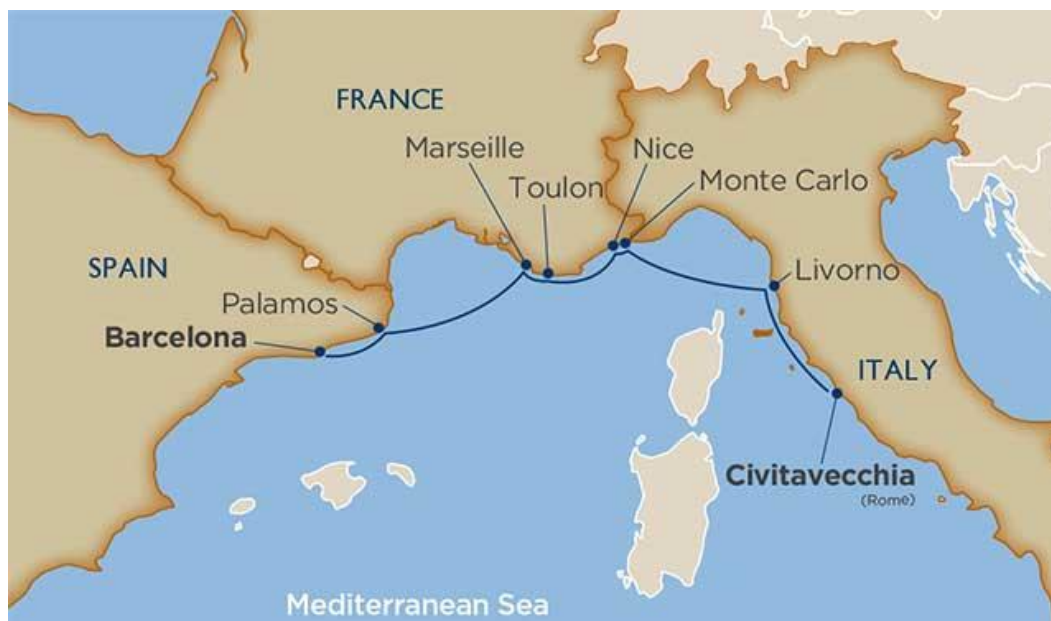 FRANCE
Marseille
Nice
Toulon
Monte Carlo
SPAIN
Livorno
Palamos
Barcelona
ITALY
Civitavecchia
(Rome)
Mediterranean Sea